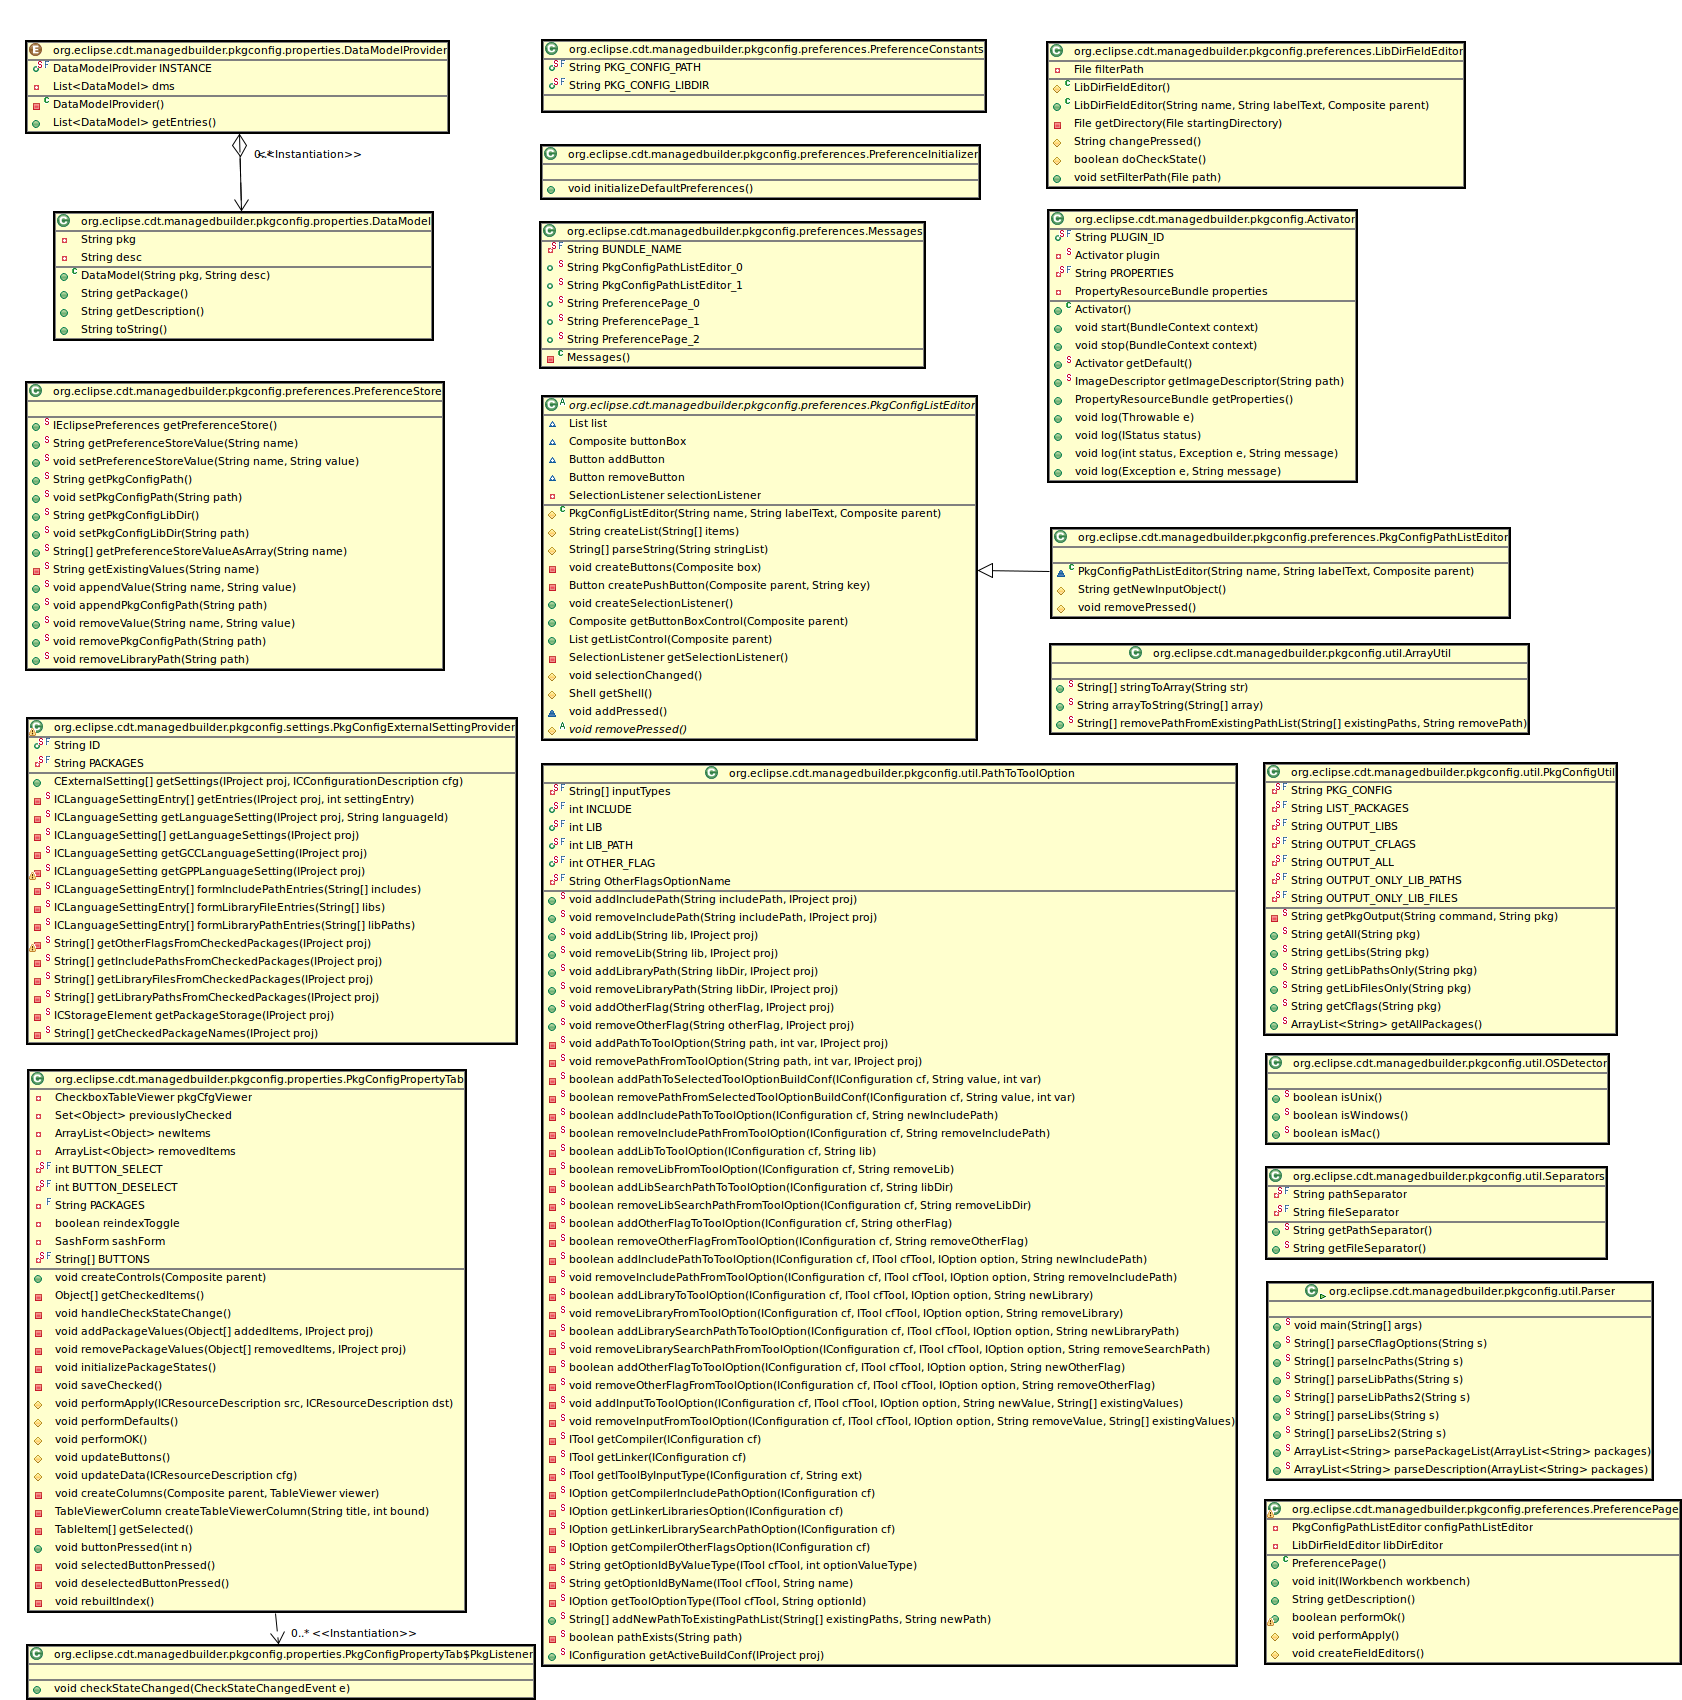 org.eclipse.cdt.managedbuilder.pkgconfig.properties.DataModelProvider
DataModelProvider INSTANCE
List<DataModel> dms
DataModelProvider()
List<DataModel> getEntries()
0..*
<<Instantiation>>
org.eclipse.cdt.managedbuilder.pkgconfig.properties.DataModel
String pkg
String desc
DataModel(String pkg, String desc)
String getPackage()
String getDescription()
String toString()
org.eclipse.cdt.managedbuilder.pkgconfig.preferences.PreferenceStore
IEclipsePreferences getPreferenceStore()
String getPreferenceStoreValue(String name)
void setPreferenceStoreValue(String name, String value)
String getPkgConfigPath()
void setPkgConfigPath(String path)
String getPkgConfigLibDir()
void setPkgConfigLibDir(String path)
String[] getPreferenceStoreValueAsArray(String name)
String getExistingValues(String name)
void appendValue(String name, String value)
void appendPkgConfigPath(String path)
void removeValue(String name, String value)
void removePkgConfigPath(String path)
void removeLibraryPath(String path)
org.eclipse.cdt.managedbuilder.pkgconfig.settings.PkgConfigExternalSettingProvider
String ID
String PACKAGES
CExternalSetting[] getSettings(IProject proj, ICConfigurationDescription cfg)
ICLanguageSettingEntry[] getEntries(IProject proj, int settingEntry)
ICLanguageSetting getLanguageSetting(IProject proj, String languageId)
ICLanguageSetting[] getLanguageSettings(IProject proj)
ICLanguageSetting getGCCLanguageSetting(IProject proj)
ICLanguageSetting getGPPLanguageSetting(IProject proj)
ICLanguageSettingEntry[] formIncludePathEntries(String[] includes)
ICLanguageSettingEntry[] formLibraryFileEntries(String[] libs)
ICLanguageSettingEntry[] formLibraryPathEntries(String[] libPaths)
String[] getOtherFlagsFromCheckedPackages(IProject proj)
String[] getIncludePathsFromCheckedPackages(IProject proj)
String[] getLibraryFilesFromCheckedPackages(IProject proj)
String[] getLibraryPathsFromCheckedPackages(IProject proj)
ICStorageElement getPackageStorage(IProject proj)
String[] getCheckedPackageNames(IProject proj)
org.eclipse.cdt.managedbuilder.pkgconfig.properties.PkgConfigPropertyTab
CheckboxTableViewer pkgCfgViewer
Set<Object> previouslyChecked
ArrayList<Object> newItems
ArrayList<Object> removedItems
int BUTTON_SELECT
int BUTTON_DESELECT
String PACKAGES
boolean reindexToggle
SashForm sashForm
String[] BUTTONS
void createControls(Composite parent)
Object[] getCheckedItems()
void handleCheckStateChange()
void addPackageValues(Object[] addedItems, IProject proj)
void removePackageValues(Object[] removedItems, IProject proj)
void initializePackageStates()
void saveChecked()
void performApply(ICResourceDescription src, ICResourceDescription dst)
void performDefaults()
void performOK()
void updateButtons()
void updateData(ICResourceDescription cfg)
void createColumns(Composite parent, TableViewer viewer)
TableViewerColumn createTableViewerColumn(String title, int bound)
TableItem[] getSelected()
void buttonPressed(int n)
void selectedButtonPressed()
void deselectedButtonPressed()
void rebuiltIndex()
0..* <<Instantiation>>
org.eclipse.cdt.managedbuilder.pkgconfig.properties.PkgConfigPropertyTab$PkgListener
void checkStateChanged(CheckStateChangedEvent e)
org.eclipse.cdt.managedbuilder.pkgconfig.preferences.PreferenceConstants
String PKG_CONFIG_PATH
String PKG_CONFIG_LIBDIR
org.eclipse.cdt.managedbuilder.pkgconfig.preferences.PreferenceInitializer
void initializeDefaultPreferences()
org.eclipse.cdt.managedbuilder.pkgconfig.preferences.Messages
String BUNDLE_NAME
String PkgConfigPathListEditor_0
String PkgConfigPathListEditor_1
String PreferencePage_0
String PreferencePage_1
String PreferencePage_2
Messages()
org.eclipse.cdt.managedbuilder.pkgconfig.preferences.PkgConfigListEditor
List list
Composite buttonBox
Button addButton
Button removeButton
SelectionListener selectionListener
PkgConfigListEditor(String name, String labelText, Composite parent)
String createList(String[] items)
String[] parseString(String stringList)
void createButtons(Composite box)
Button createPushButton(Composite parent, String key)
void createSelectionListener()
Composite getButtonBoxControl(Composite parent)
List getListControl(Composite parent)
SelectionListener getSelectionListener()
void selectionChanged()
Shell getShell()
void addPressed()
void removePressed()
org.eclipse.cdt.managedbuilder.pkgconfig.util.PathToToolOption
String[] inputTypes
int INCLUDE
int LIB
int LIB_PATH
int OTHER_FLAG
String OtherFlagsOptionName
void addIncludePath(String includePath, IProject proj)
void removeIncludePath(String includePath, IProject proj)
void addLib(String lib, IProject proj)
void removeLib(String lib, IProject proj)
void addLibraryPath(String libDir, IProject proj)
void removeLibraryPath(String libDir, IProject proj)
void addOtherFlag(String otherFlag, IProject proj)
void removeOtherFlag(String otherFlag, IProject proj)
void addPathToToolOption(String path, int var, IProject proj)
void removePathFromToolOption(String path, int var, IProject proj)
boolean addPathToSelectedToolOptionBuildConf(IConfiguration cf, String value, int var)
boolean removePathFromSelectedToolOptionBuildConf(IConfiguration cf, String value, int var)
boolean addIncludePathToToolOption(IConfiguration cf, String newIncludePath)
boolean removeIncludePathFromToolOption(IConfiguration cf, String removeIncludePath)
boolean addLibToToolOption(IConfiguration cf, String lib)
boolean removeLibFromToolOption(IConfiguration cf, String removeLib)
boolean addLibSearchPathToToolOption(IConfiguration cf, String libDir)
boolean removeLibSearchPathFromToolOption(IConfiguration cf, String removeLibDir)
boolean addOtherFlagToToolOption(IConfiguration cf, String otherFlag)
boolean removeOtherFlagFromToolOption(IConfiguration cf, String removeOtherFlag)
boolean addIncludePathToToolOption(IConfiguration cf, ITool cfTool, IOption option, String newIncludePath)
void removeIncludePathFromToolOption(IConfiguration cf, ITool cfTool, IOption option, String removeIncludePath)
boolean addLibraryToToolOption(IConfiguration cf, ITool cfTool, IOption option, String newLibrary)
void removeLibraryFromToolOption(IConfiguration cf, ITool cfTool, IOption option, String removeLibrary)
boolean addLibrarySearchPathToToolOption(IConfiguration cf, ITool cfTool, IOption option, String newLibraryPath)
void removeLibrarySearchPathFromToolOption(IConfiguration cf, ITool cfTool, IOption option, String removeSearchPath)
boolean addOtherFlagToToolOption(IConfiguration cf, ITool cfTool, IOption option, String newOtherFlag)
void removeOtherFlagFromToolOption(IConfiguration cf, ITool cfTool, IOption option, String removeOtherFlag)
void addInputToToolOption(IConfiguration cf, ITool cfTool, IOption option, String newValue, String[] existingValues)
void removeInputFromToolOption(IConfiguration cf, ITool cfTool, IOption option, String removeValue, String[] existingValues)
ITool getCompiler(IConfiguration cf)
ITool getLinker(IConfiguration cf)
ITool getIToolByInputType(IConfiguration cf, String ext)
IOption getCompilerIncludePathOption(IConfiguration cf)
IOption getLinkerLibrariesOption(IConfiguration cf)
IOption getLinkerLibrarySearchPathOption(IConfiguration cf)
IOption getCompilerOtherFlagsOption(IConfiguration cf)
String getOptionIdByValueType(ITool cfTool, int optionValueType)
String getOptionIdByName(ITool cfTool, String name)
IOption getToolOptionType(ITool cfTool, String optionId)
String[] addNewPathToExistingPathList(String[] existingPaths, String newPath)
boolean pathExists(String path)
IConfiguration getActiveBuildConf(IProject proj)
org.eclipse.cdt.managedbuilder.pkgconfig.preferences.LibDirFieldEditor
File filterPath
LibDirFieldEditor()
LibDirFieldEditor(String name, String labelText, Composite parent)
File getDirectory(File startingDirectory)
String changePressed()
boolean doCheckState()
void setFilterPath(File path)
org.eclipse.cdt.managedbuilder.pkgconfig.Activator
String PLUGIN_ID
Activator plugin
String PROPERTIES
PropertyResourceBundle properties
Activator()
void start(BundleContext context)
void stop(BundleContext context)
Activator getDefault()
ImageDescriptor getImageDescriptor(String path)
PropertyResourceBundle getProperties()
void log(Throwable e)
void log(IStatus status)
void log(int status, Exception e, String message)
void log(Exception e, String message)
org.eclipse.cdt.managedbuilder.pkgconfig.preferences.PkgConfigPathListEditor
PkgConfigPathListEditor(String name, String labelText, Composite parent)
String getNewInputObject()
void removePressed()
org.eclipse.cdt.managedbuilder.pkgconfig.util.ArrayUtil
String[] stringToArray(String str)
String arrayToString(String[] array)
String[] removePathFromExistingPathList(String[] existingPaths, String removePath)
org.eclipse.cdt.managedbuilder.pkgconfig.util.PkgConfigUtil
String PKG_CONFIG
String LIST_PACKAGES
String OUTPUT_LIBS
String OUTPUT_CFLAGS
String OUTPUT_ALL
String OUTPUT_ONLY_LIB_PATHS
String OUTPUT_ONLY_LIB_FILES
String getPkgOutput(String command, String pkg)
String getAll(String pkg)
String getLibs(String pkg)
String getLibPathsOnly(String pkg)
String getLibFilesOnly(String pkg)
String getCflags(String pkg)
ArrayList<String> getAllPackages()
org.eclipse.cdt.managedbuilder.pkgconfig.util.OSDetector
boolean isUnix()
boolean isWindows()
boolean isMac()
org.eclipse.cdt.managedbuilder.pkgconfig.util.Separators
String pathSeparator
String fileSeparator
String getPathSeparator()
String getFileSeparator()
org.eclipse.cdt.managedbuilder.pkgconfig.util.Parser
void main(String[] args)
String[] parseCflagOptions(String s)
String[] parseIncPaths(String s)
String[] parseLibPaths(String s)
String[] parseLibPaths2(String s)
String[] parseLibs(String s)
String[] parseLibs2(String s)
ArrayList<String> parsePackageList(ArrayList<String> packages)
ArrayList<String> parseDescription(ArrayList<String> packages)
org.eclipse.cdt.managedbuilder.pkgconfig.preferences.PreferencePage
PkgConfigPathListEditor configPathListEditor
LibDirFieldEditor libDirEditor
PreferencePage()
void init(IWorkbench workbench)
String getDescription()
boolean performOk()
void performApply()
void createFieldEditors()